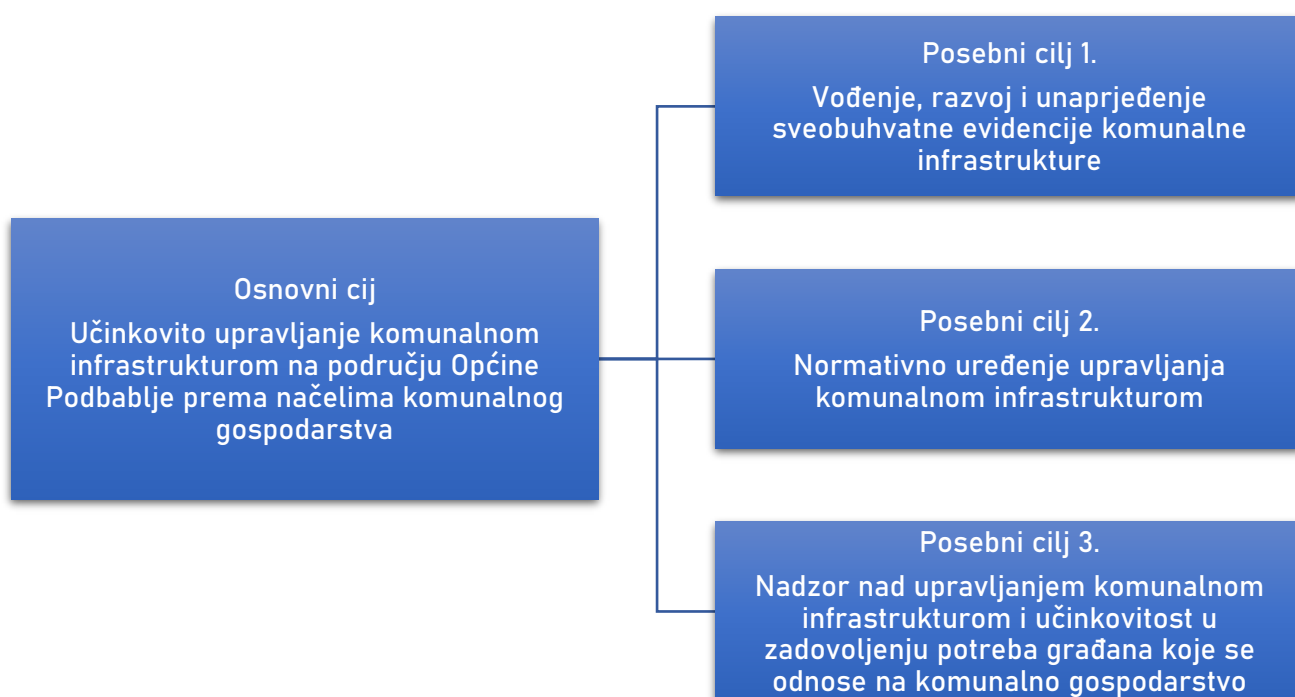 Osnovni cij
Učinkovito upravljanje komunalnom
infrastrukturom na području Općine
Podbablje prema načelima komunalnog
gospodarstva
Posebni cilj 1.
Vođenje, razvoj i unaprjeđenje
sveobuhvatne evidencije komunalne
infrastrukture
Posebni cilj 2.
Normativno uređenje upravljanja
komunalnom infrastrukturom
Posebni cilj 3.
Nadzor nad upravljanjem komunalnom
infrastrukturom i učinkovitost u
zadovoljenju potreba građana koje se
odnose na komunalno gospodarstvo